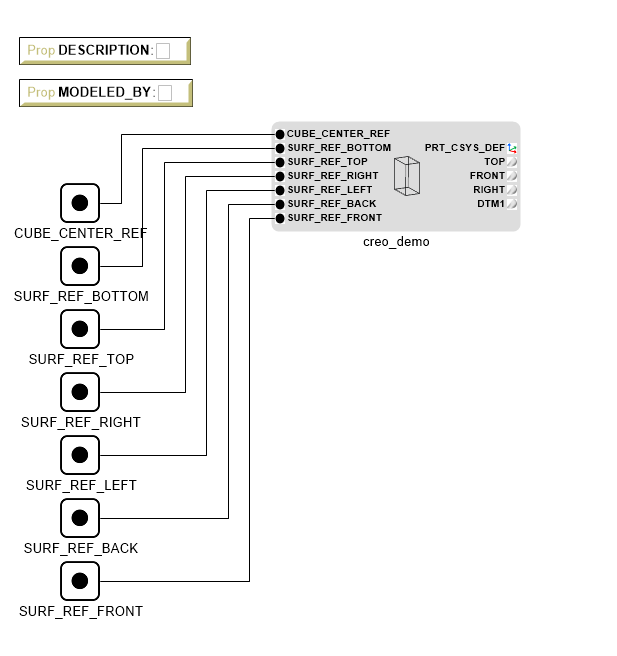 Prop DESCRIPTION:
Prop MODELED_BY:
CUBE_CENTER_REF
SURF_REF_BOTTOM
SURF_REF_TOP
SURF_REF_RIGHT
SURF_REF_LEFT
SURF_REF_BACK
SURF_REF_FRONT
PRT_CSYS_DEF
TOP
FRONT
RIGHT
DTM1
creo_demo
CUBE_CENTER_REF
SURF_REF_BOTTOM
SURF_REF_TOP
SURF_REF_RIGHT
SURF_REF_LEFT
SURF_REF_BACK
SURF_REF_FRONT